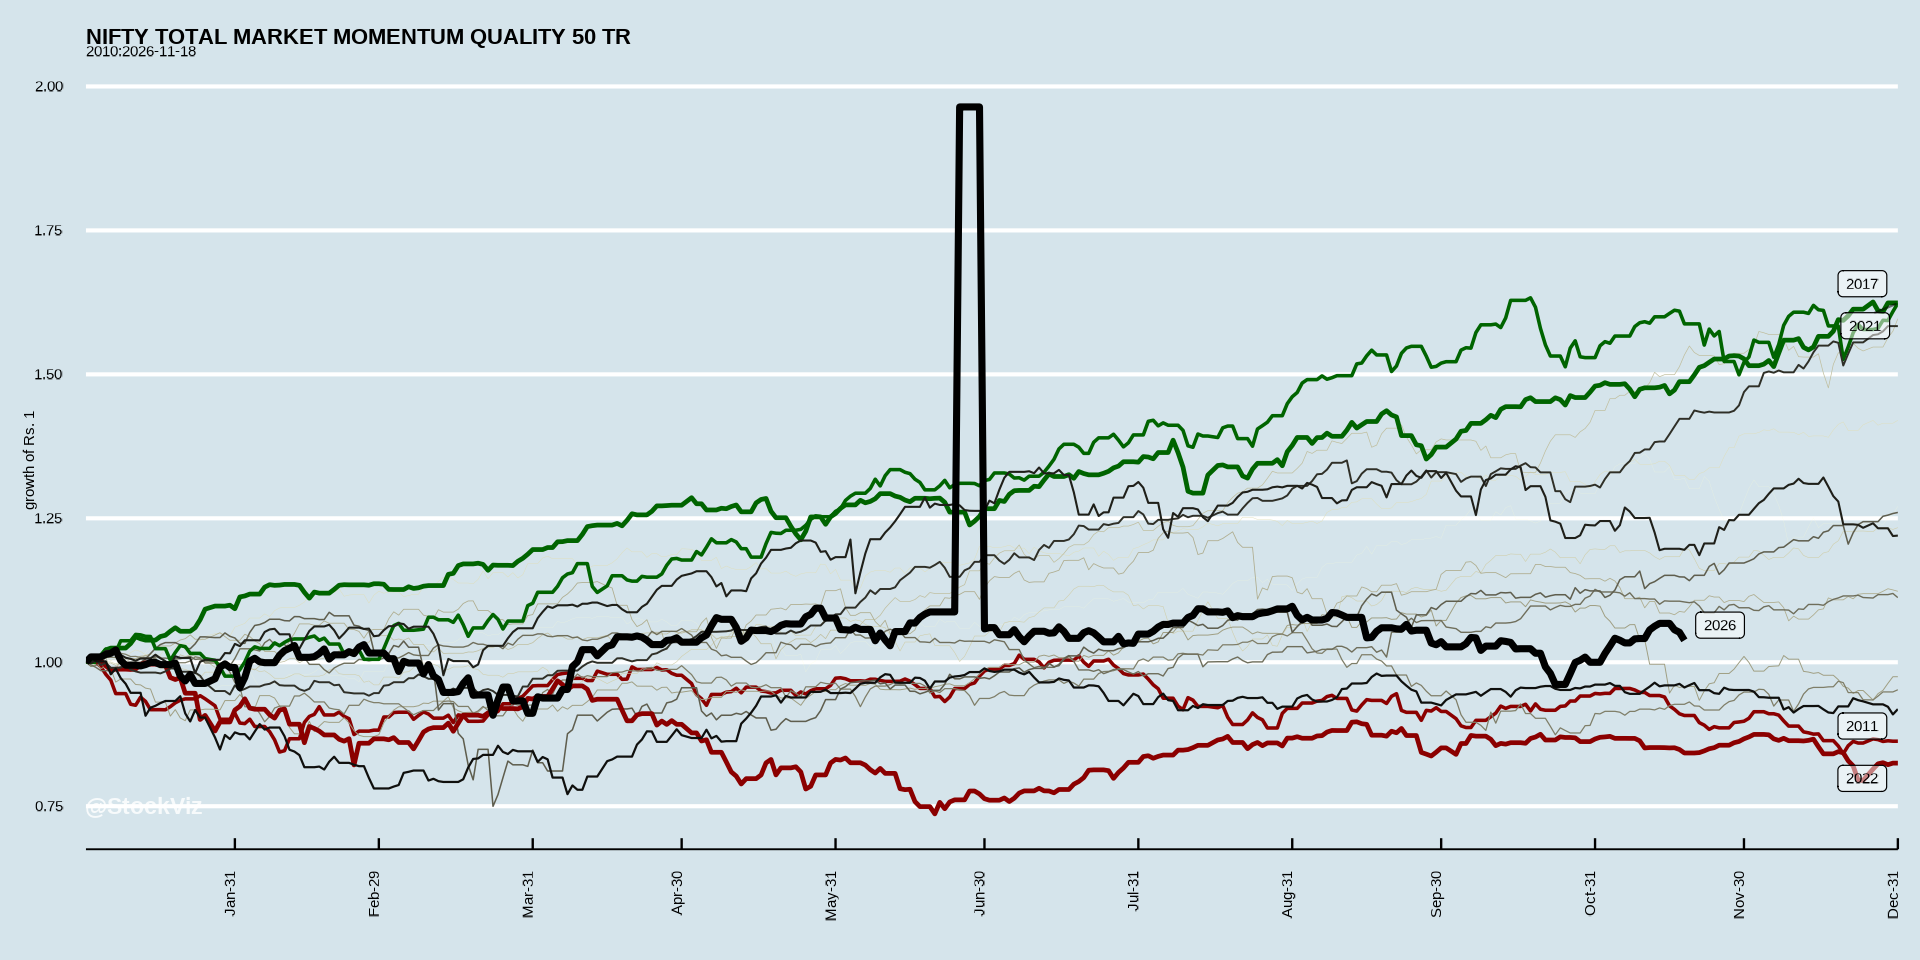 NIFTY TOTAL MARKET MOMENTUM QUALITY 50 TR
2010:2026-11-18
growth of Rs. 1
2.00
1.75
1.50
1.25
1.00
0.75
2017
2021
2026
2011
2022
@StockViz
Jan-31
Feb-29
Mar-31
Apr-30
May-31
Jun-30
Jul-31
Aug-31
Sep-30
Oct-31
Nov-30
Dec-31